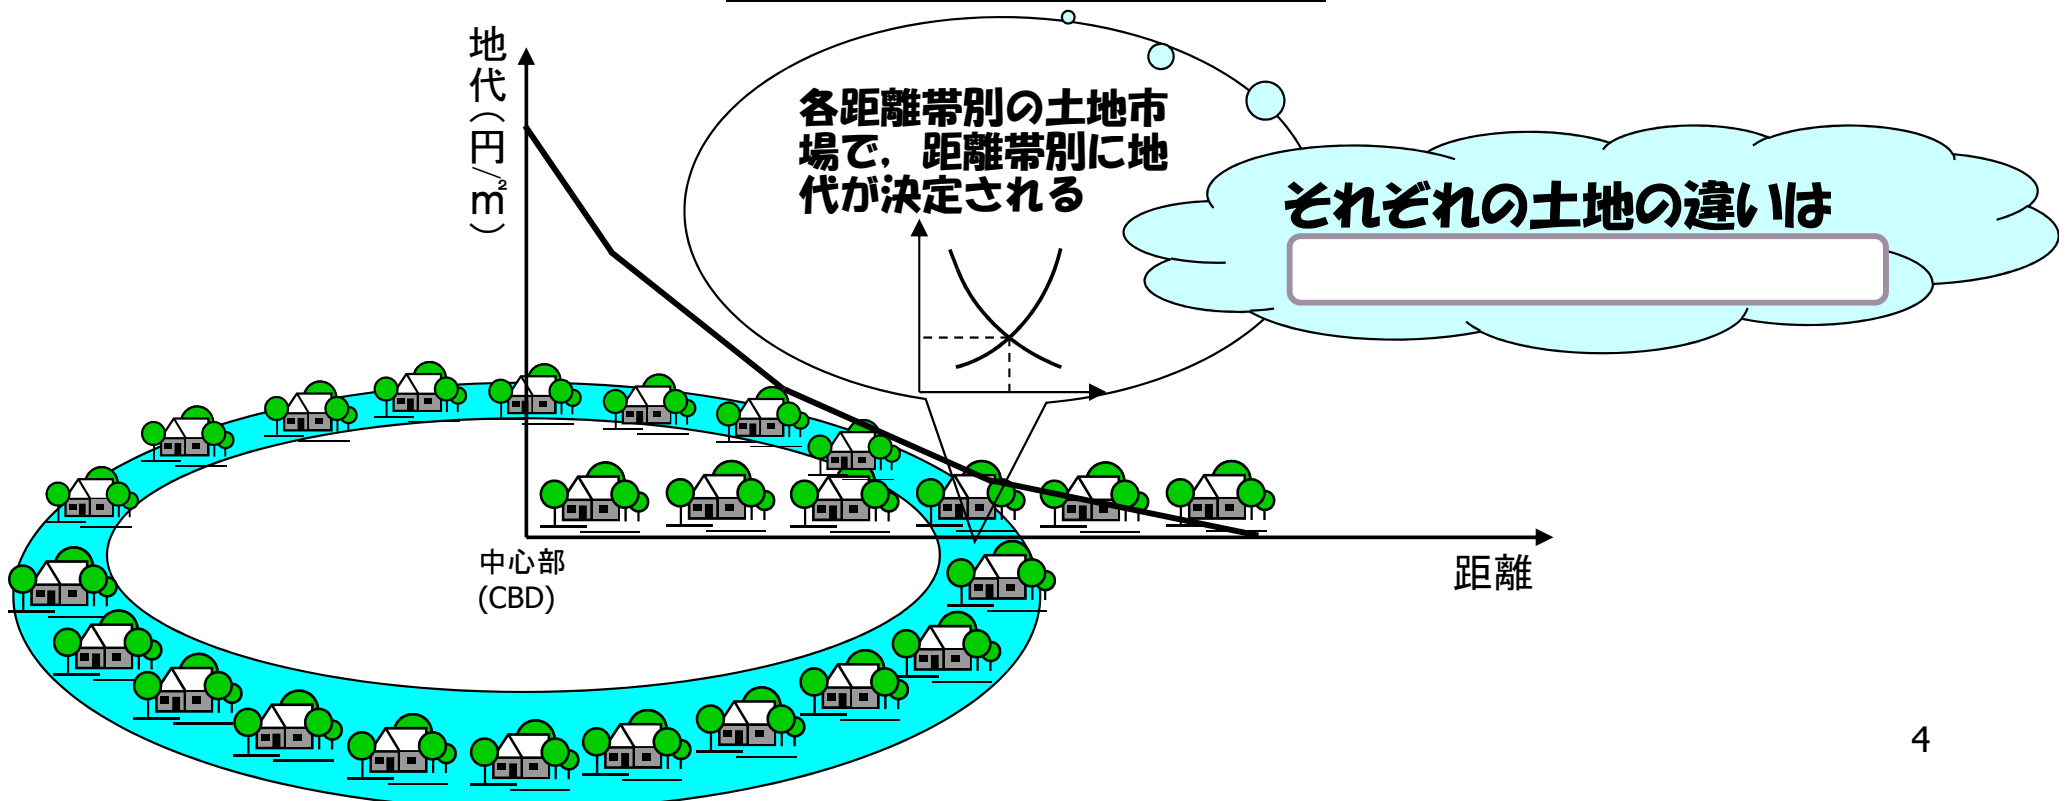 地代(円/㎡)
各距離帯別の土地市
場で,距離帯別に地
代が決定される
それぞれの土地の違いは
中心部
(CBD)
距離
4